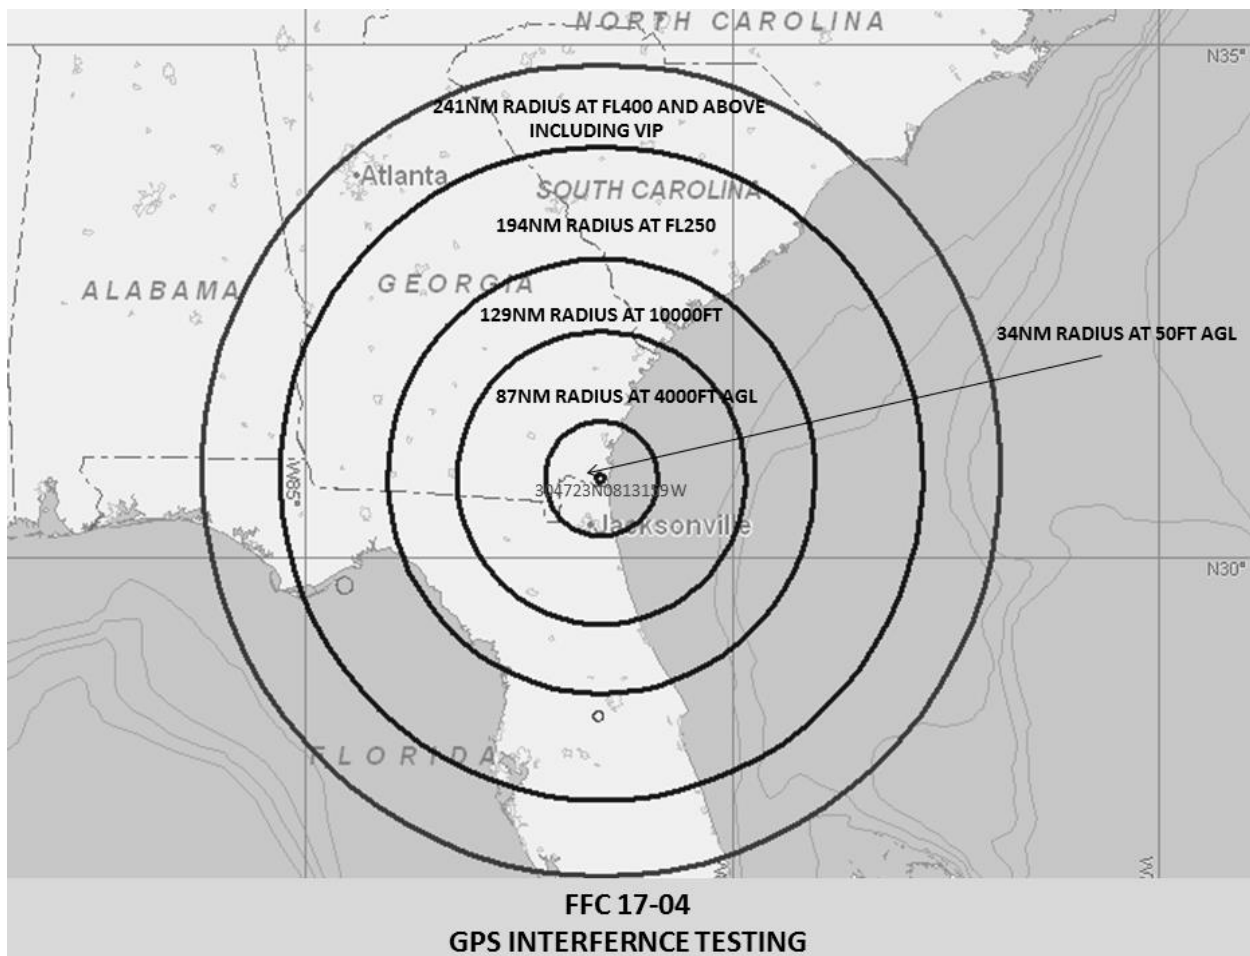 NORTH CAROLINA
N35°
241NM RADIUS AT FL400 AND ABOVE
INCLUDING VIP
Atlanta
SOUTH CAROLINA
194NM RADIUS AT FL250
ALABAMA
GEORGIA
129NM RADIUS AT 10000FT
34NM RADIUS AT 50FT AGL
87NM RADIUS AT 4000FT AGL
W85°
304723N0813159W
Jacksonville
N30°
FLORIDA
FFC 17-04
GPS INTERFERNCE TESTING